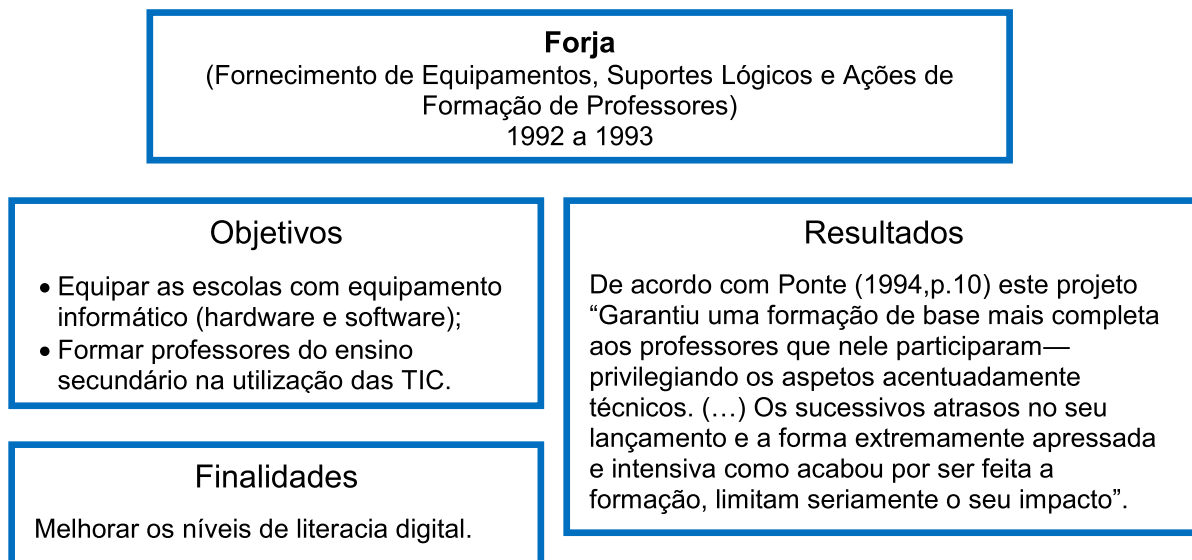 Forja
(Fornecimento de Equipamentos, Suportes Lógicos e Ações de
Formação de Professores)
1992 a 1993
Objetivos
• Equipar as escolas com equipamento
informático (hardware e software);
• Formar professores do ensino
secundário na utilização das TIC.
Finalidades
Melhorar os níveis de literacia digital.
Resultados
De acordo com Ponte (1994,p.10) este projeto
“Garantiu uma formação de base mais completa
aos professores que nele participaram—
privilegiando os aspetos acentuadamente
técnicos. (…) Os sucessivos atrasos no seu
lançamento e a forma extremamente apressada
e intensiva como acabou por ser feita a
formação, limitam seriamente o seu impacto”.